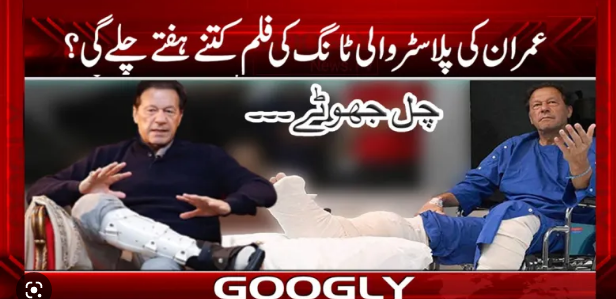 عمران کی پلاسٹر والی ٹانگ کی فلم کتنے ہفتے چلے گی؟
چل جھوٹے ---
GOOGLY